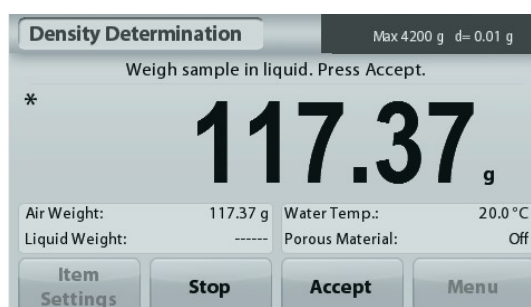 Density Determination Max 4200 g d= 0.01 g
Weigh sample in liquid. Press Accept.
*
117.37 g
Air Weight: 117.37 g Water Temp.: 20.0 °C
Liquid Weight: ------ Porous Material: Off
Item Settings Stop Accept Menu